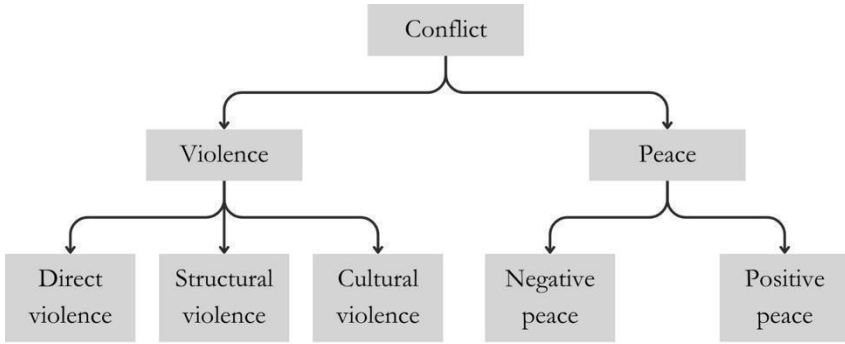 Conflict
Violence
Peace
Direct
violence
Structural
violence
Cultural
violence
Negative
peace
Positive
peace